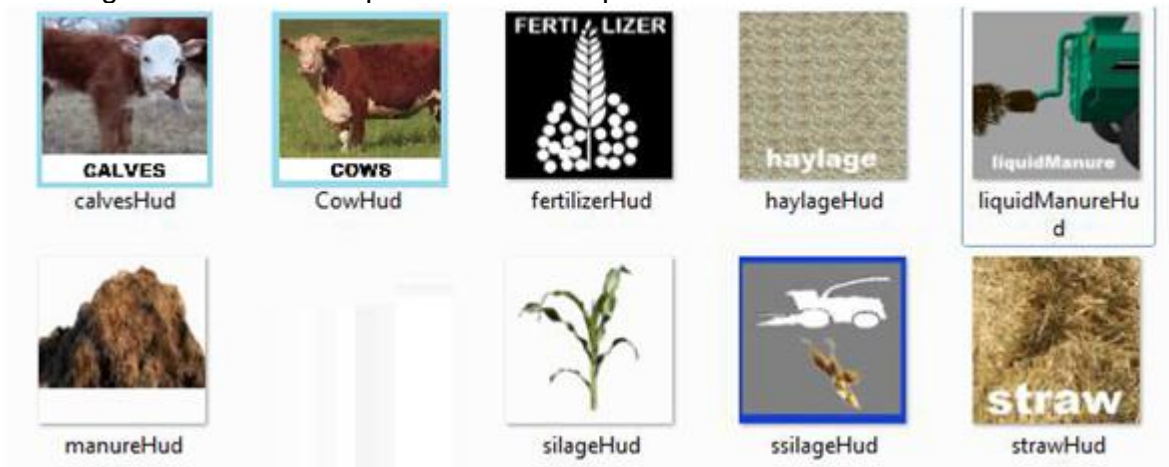 FERTILIZER
CALVES
COWS
haylage
liquidManure
calvesHud
CowHud
fertilizerHud
haylageHud
liquidManureHu
d
straw
manureHud
silageHud
ssilageHud
strawHud